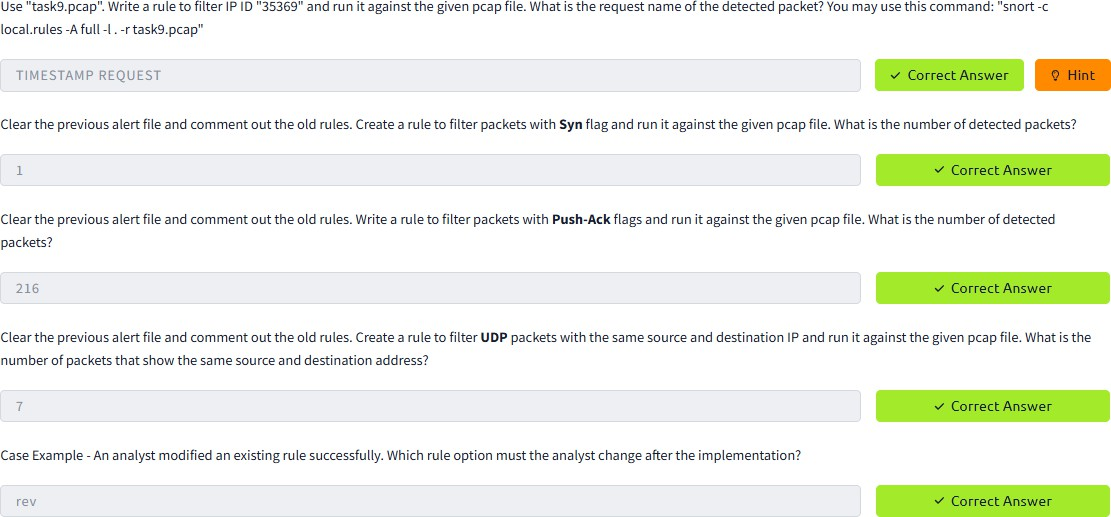 Use "task9.pcap". Write a rule to filter IP ID "35369" and run it against the given pcap file. What is the request name of the detected packet? You may use this command: "snort -c
local.rules -A full -l . -r task9.pcap"
TIMESTAMP REQUEST
Correct Answer
Hint
Clear the previous alert file and comment out the old rules. Create a rule to filter packets with Syn flag and run it against the given pcap file. What is the number of detected packets?
1
Correct Answer
Clear the previous alert file and comment out the old rules. Write a rule to filter packets with Push-Ack flags and run it against the given pcap file. What is the number of detected
packets?
216
Correct Answer
Clear the previous alert file and comment out the old rules. Create a rule to filter UDP packets with the same source and destination IP and run it against the given pcap file. What is the
number of packets that show the same source and destination address?
7
Correct Answer
Case Example - An analyst modified an existing rule successfully. Which rule option must the analyst change after the implementation?
rev
Correct Answer